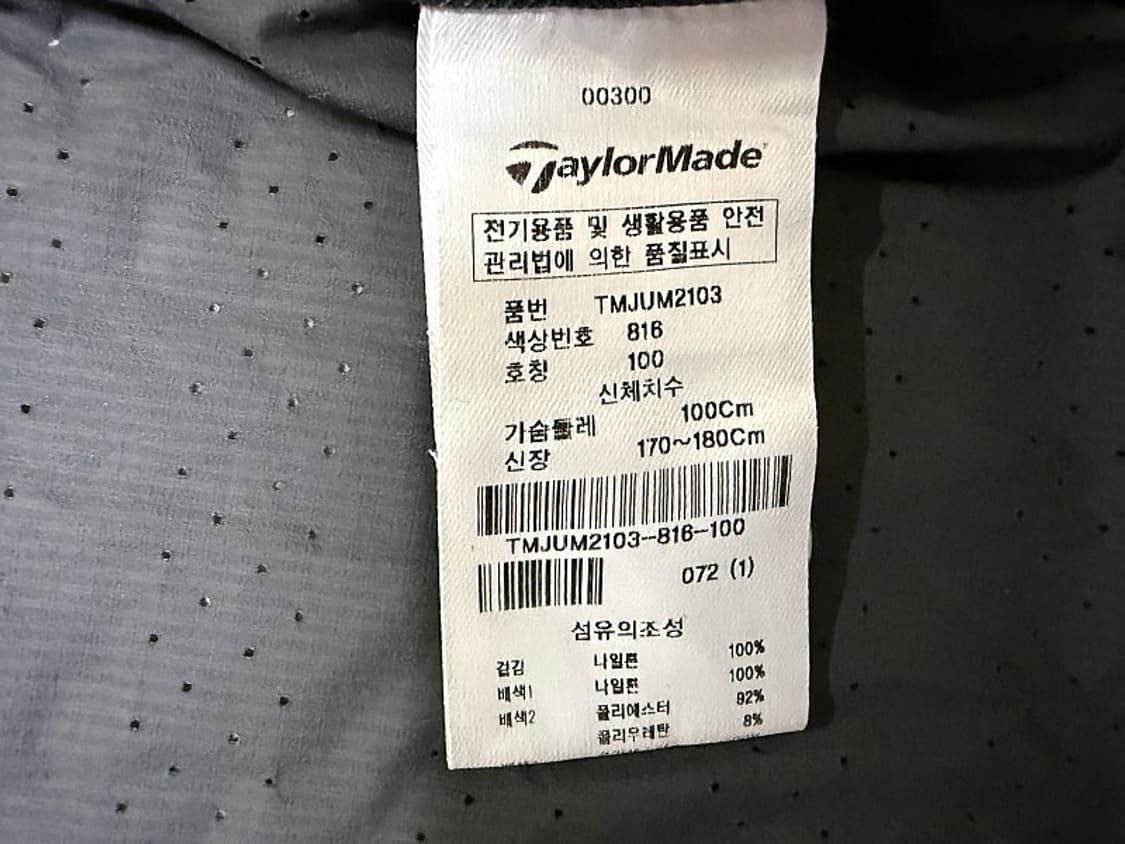 00300
TaylorMade
전기용품 및 생활용품 안전
관리법에 의한 품질표시
품번 TMJUM2103
색상번호 816
호칭 100
신체치수
가슴둘레 100Cm
신장 170~180Cm
TMJUM2103-816-100
072 (1)
섬유의조성
겉감 나일론 100%
배색1 나일론 100%
배색2 폴리에스터 92%
폴리우레탄 8%